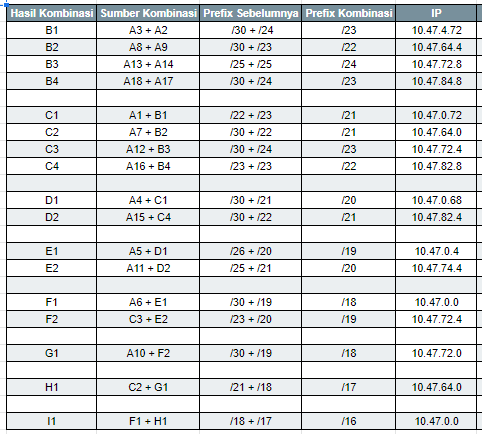 Hasil Kombinasi Sumber Kombinasi Prefix Sebelumnya Prefix Kombinasi IP
B1 A3 + A2 /30 + /24 /23 10.47.4.72
B2 A8 + A9 /30 + /23 /22 10.47.64.4
B3 A13 + A14 /25 + /25 /24 10.47.72.8
B4 A18 + A17 /30 + /24 /23 10.47.84.8
C1 A1 + B1 /22 + /23 /21 10.47.0.72
C2 A7 + B2 /30 + /22 /21 10.47.64.0
C3 A12 + B3 /30 + /24 /23 10.47.72.4
C4 A16 + B4 /23 + /23 /22 10.47.82.8
D1 A4 + C1 /30 + /21 /20 10.47.0.68
D2 A15 + C4 /30 + /22 /21 10.47.82.4
E1 A5 + D1 /26 + /20 /19 10.47.0.4
E2 A11 + D2 /25 + /21 /20 10.47.74.4
F1 A6 + E1 /30 + /19 /18 10.47.0.0
F2 C3 + E2 /23 + /20 /19 10.47.72.4
G1 A10 + F2 /30 + /19 /18 10.47.72.0
H1 C2 + G1 /21 + /18 /17 10.47.64.0
I1 F1 + H1 /18 + /17 /16 10.47.0.0